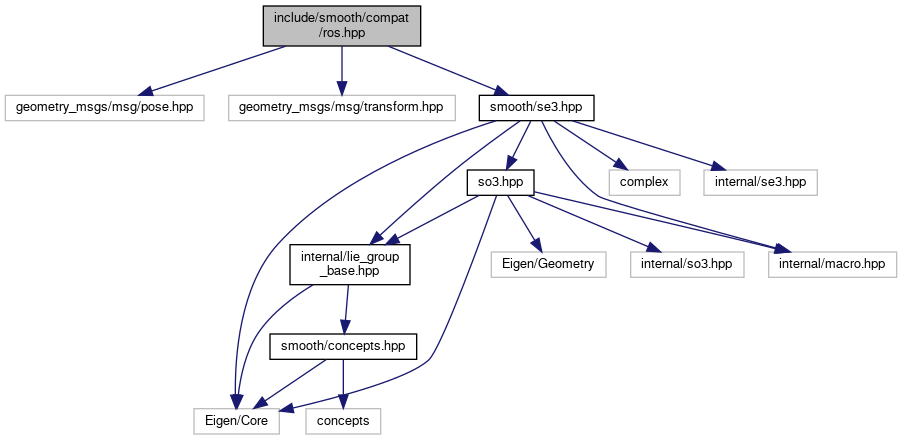 include/smooth/compat
/ros.hpp
geometry_msgs/msg/pose.hpp
geometry_msgs/msg/transform.hpp
smooth/se3.hpp
so3.hpp
complex
internal/se3.hpp
internal/lie_group
_base.hpp
Eigen/Geometry
internal/so3.hpp
internal/macro.hpp
smooth/concepts.hpp
Eigen/Core
concepts